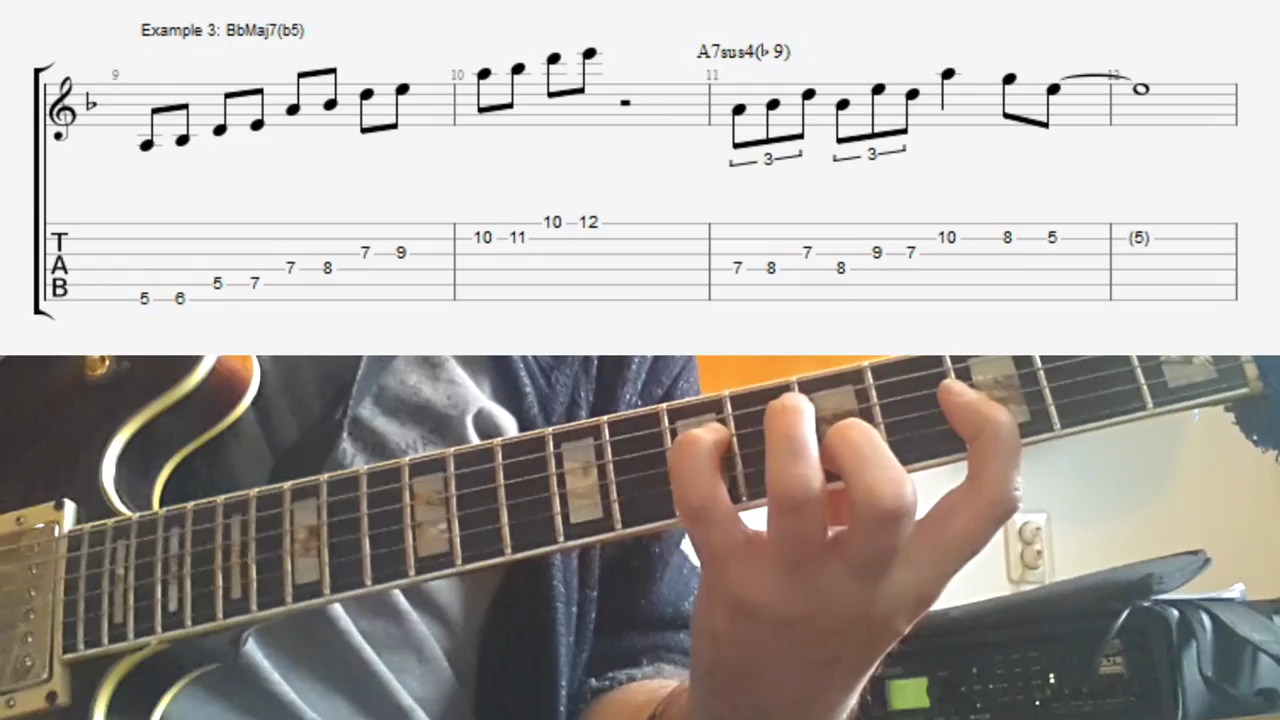 Example 3: BbMaj7(b5)
A7sus4(♭9)
9
10
11
12
3
3
T
A
B
10 12
10 11 10 8 5 (5)
7 9 7 9 7
7 8 7 8 8
5 7
5 6